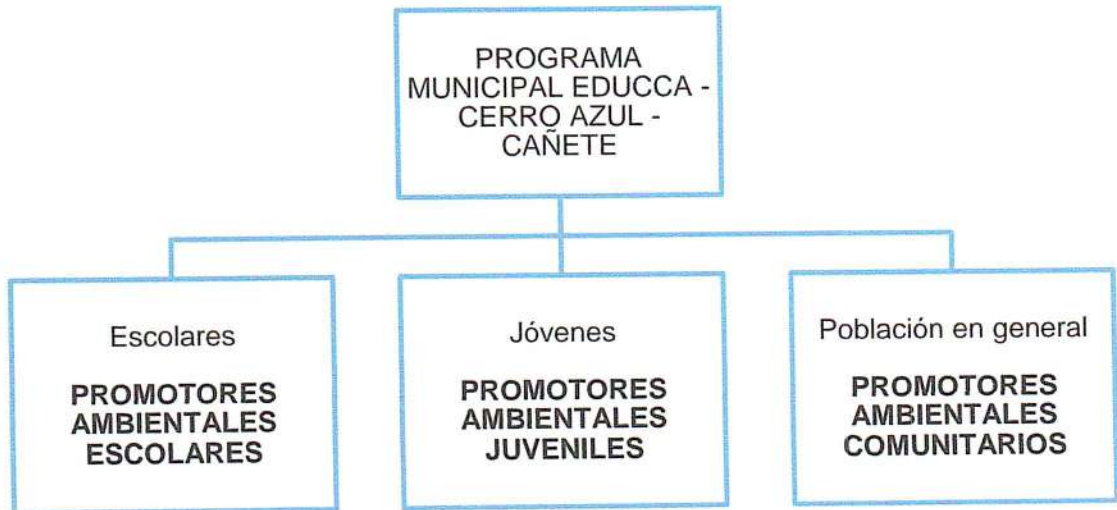 PROGRAMA
MUNICIPAL EDUCCA -
CERRO AZUL -
CAÑETE
Escolares
PROMOTORES
AMBIENTALES
ESCOLARES
Jóvenes
PROMOTORES
AMBIENTALES
JUVENILES
Población en general
PROMOTORES
AMBIENTALES
COMUNITARIOS